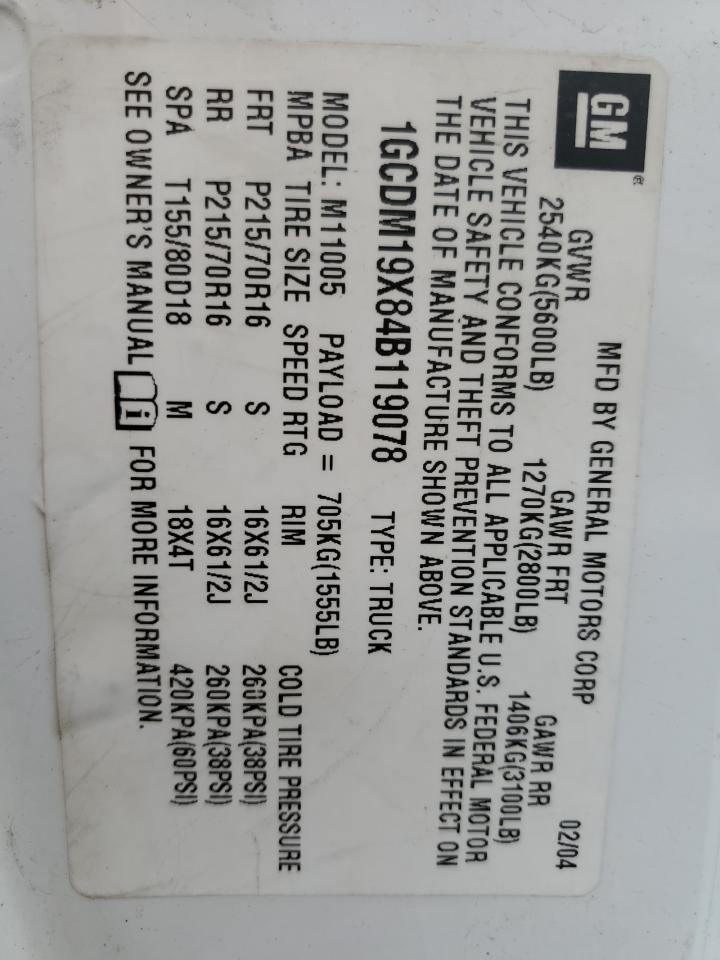 GM®
MFD BY GENERAL MOTORS CORP 02/04
GVWR GAWR FRT GAWR RR
2540KG(5600LB) 1270KG(2800LB) 1406KG(3100LB)
THIS VEHICLE CONFORMS TO ALL APPLICABLE U.S. FEDERAL MOTOR
VEHICLE SAFETY AND THEFT PREVENTION STANDARDS IN EFFECT ON
THE DATE OF MANUFACTURE SHOWN ABOVE.
1GCDM19X84B119078 TYPE: TRUCK
MODEL: M11005 PAYLOAD = 705KG(1555LB)
MPBA TIRE SIZE SPEED RTG RIM COLD TIRE PRESSURE
FRT P215/70R16 S 16X61/2J 260KPA(38PSI)
RR P215/70R16 S 16X61/2J 260KPA(38PSI)
SPA T155/80D18 M 18X4T 420KPA(60PSI)
SEE OWNER'S MANUAL i FOR MORE INFORMATION.